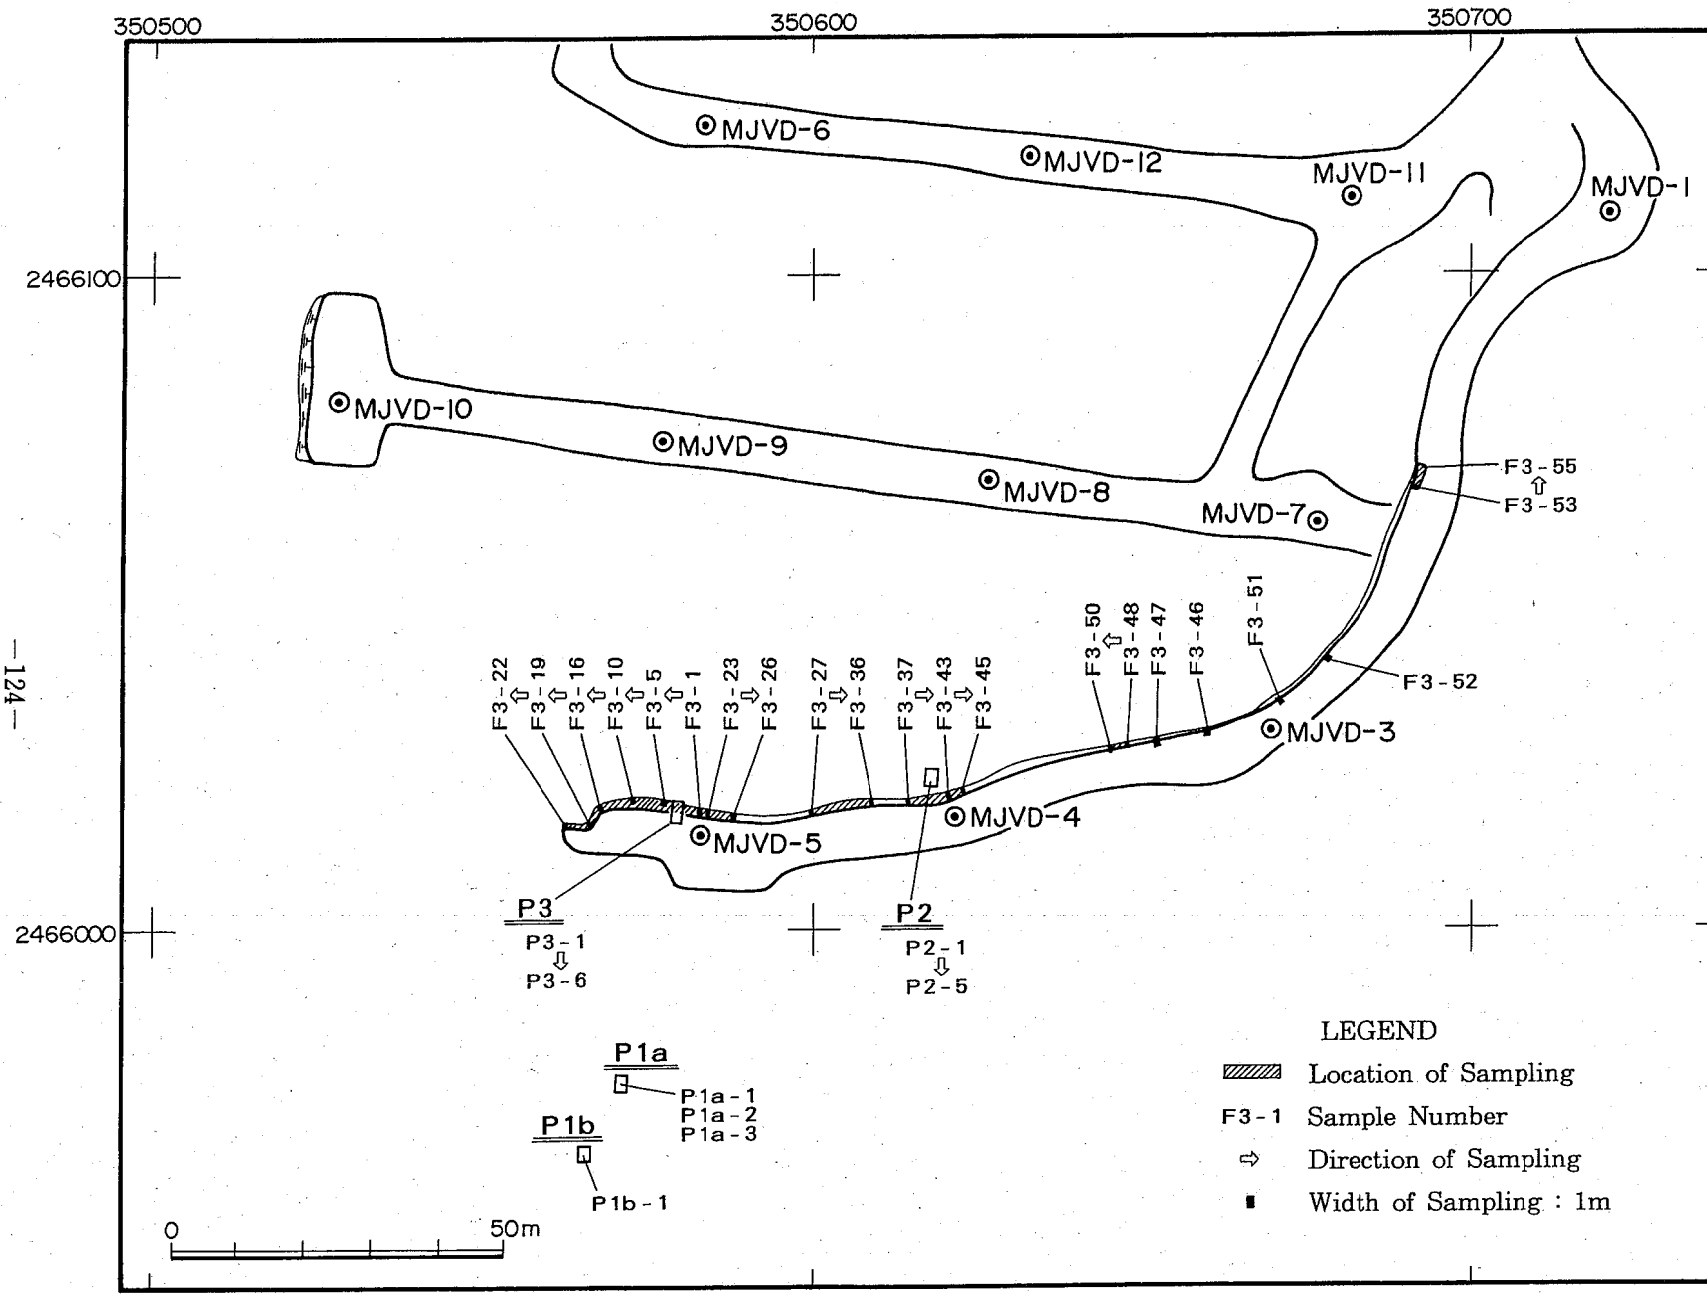 350500
350600
350700
MJVD-6
MJVD-12
MJVD-11
MJVD-1
2466100
MJVD-10
MJVD-9
MJVD-8
MJVD-7
F3-55
⇧
F3-53
F3-51
F3-50
⇦
F3-48
F3-47
F3-46
F3-52
-124-
F3-22
⇦
F3-19
⇦
F3-16
⇦
F3-10
⇦
F3-5
⇦
F3-1
F3-23
⇨
F3-26
F3-27
⇨
F3-36
F3-37
⇨
F3-43
⇨
F3-45
MJVD-3
MJVD-4
MJVD-5
P3
P3-1
⇩
P3-6
P2
P2-1
⇩
P2-5
2466000
P1a
P1a-1
P1a-2
P1a-3
P1b
P1b-1
0 50m
LEGEND
Location of Sampling
F3-1 Sample Number
⇨ Direction of Sampling
Width of Sampling : 1m